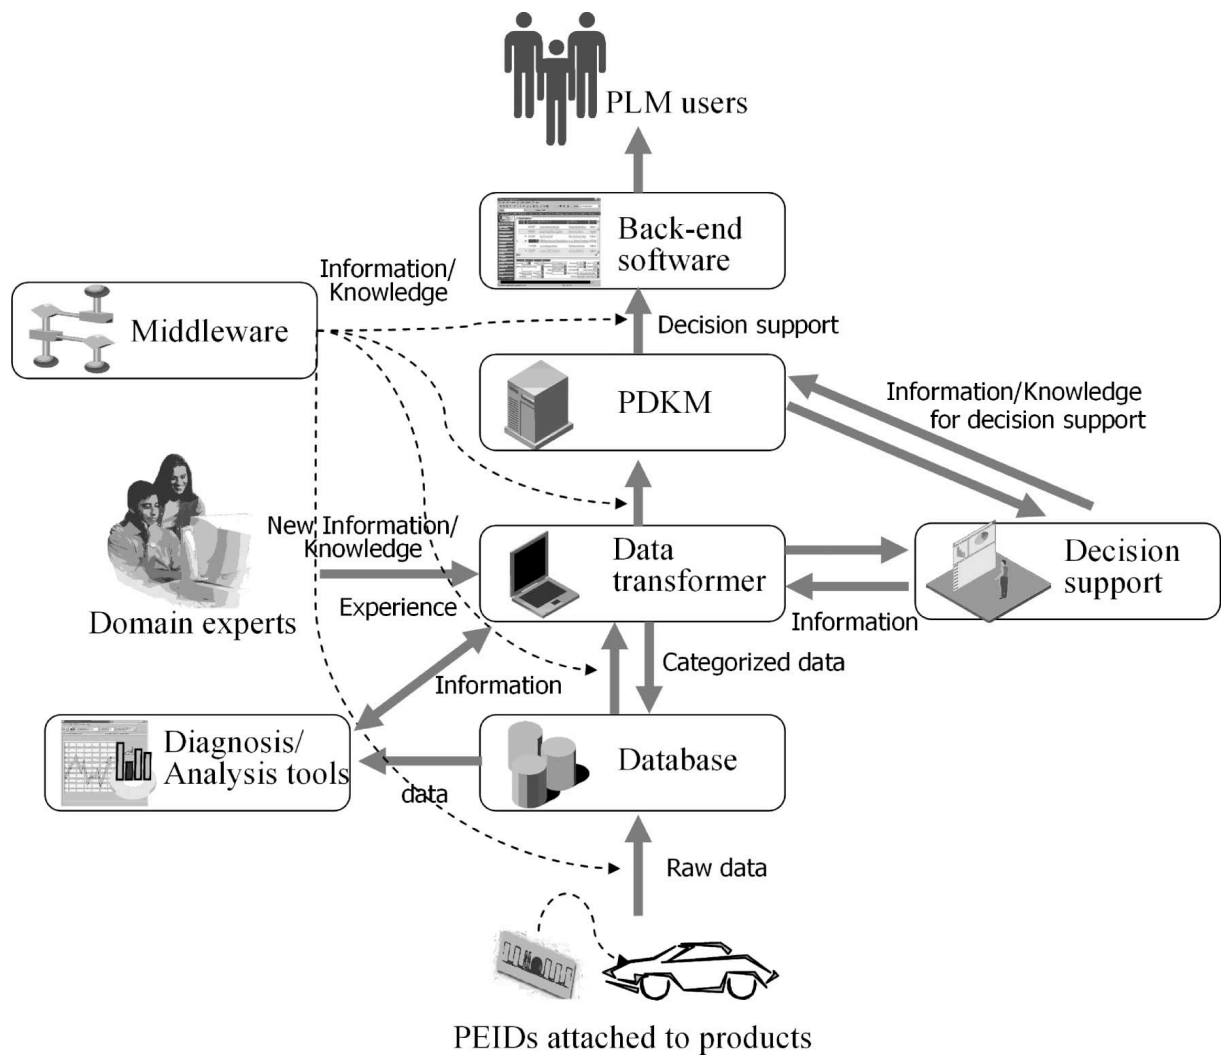 PLM users
Back-end
software
Information/
Knowledge
Middleware
Decision support
PDKM
Information/Knowledge
for decision support
New Information/
Knowledge
Data
transformer
Decision
support
Experience
Domain experts
Information
Categorized data
Information
Diagnosis/
Analysis tools
Database
data
Raw data
PEIDs attached to products